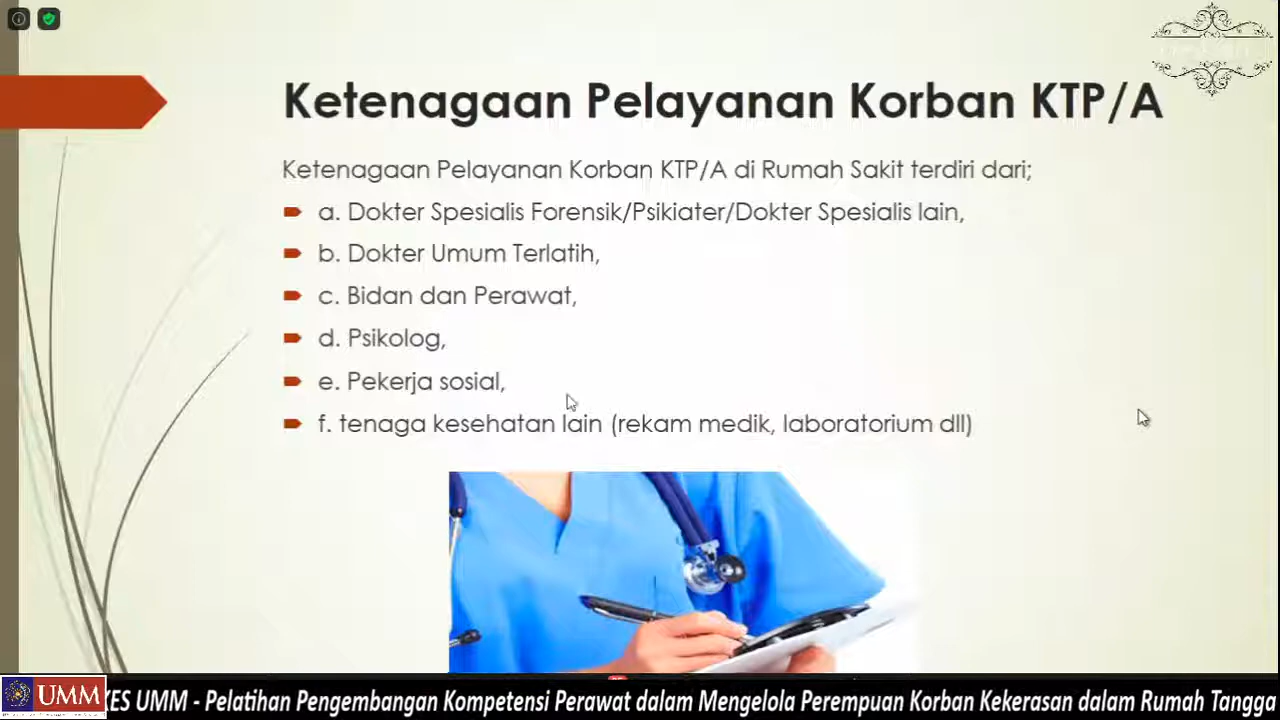 Ketenagaan Pelayanan Korban KTP/A
Ketenagaan Pelayanan Korban KTP/A di Rumah Sakit terdiri dari;
a. Dokter Spesialis Forensik/Psikiater/Dokter Spesialis lain,
b. Dokter Umum Terlatih,
c. Bidan dan Perawat,
d. Psikolog,
e. Pekerja sosial,
f. tenaga kesehatan lain (rekam medik, laboratorium dll)
UMM
KES UMM - Pelatihan Pengembangan Kompetensi Perawat dalam Mengelola Perempuan Korban Kekerasan dalam Rumah Tangga